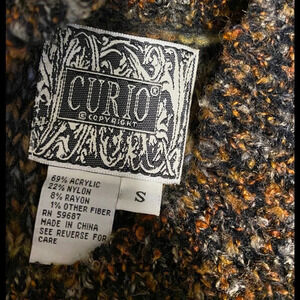 CURIO®
© COPYRIGHT
69% ACRYLIC
22% NYLON
8% RAYON
1% OTHER FIBER
RN 59687
MADE IN CHINA
SEE REVERSE FOR
CARE
S